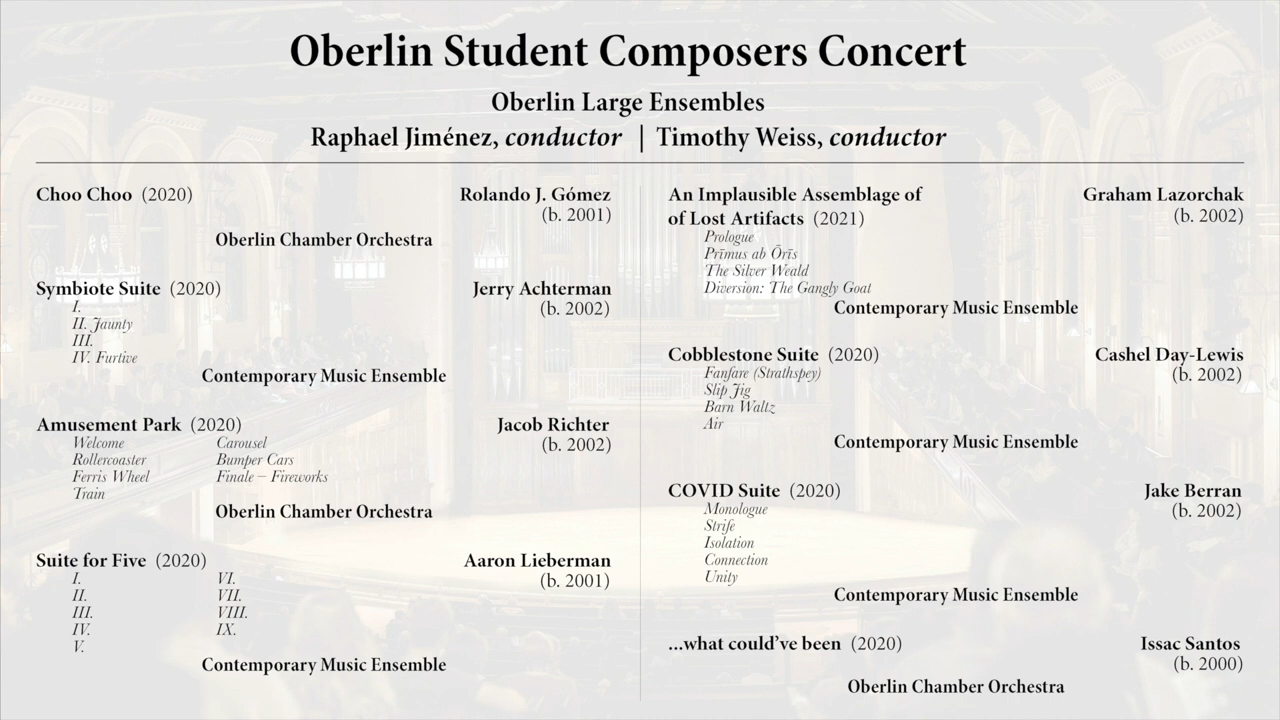 Oberlin Student Composers Concert
Oberlin Large Ensembles
Raphael Jiménez, conductor | Timothy Weiss, conductor
Choo Choo (2020) Rolando J. Gómez
(b. 2001)
Oberlin Chamber Orchestra
Symbiote Suite (2020) Jerry Achterman
I. (b. 2002)
II. Jaunty
III.
IV. Furtive
Contemporary Music Ensemble
Amusement Park (2020) Jacob Richter
Welcome Carousel (b. 2002)
Rollercoaster Bumper Cars
Ferris Wheel Finale – Fireworks
Train
Oberlin Chamber Orchestra
Suite for Five (2020) Aaron Lieberman
I. VI. (b. 2001)
II. VII.
III. VIII.
IV. IX.
V.
Contemporary Music Ensemble
An Implausible Assemblage of Graham Lazorchak
of Lost Artifacts (2021) (b. 2002)
Prologue
Prīmus ab Ōrīs
The Silver Weald
Diversion: The Gangly Goat
Contemporary Music Ensemble
Cobblestone Suite (2020) Cashel Day-Lewis
Fanfare (Strathspey) (b. 2002)
Slip Jig
Barn Waltz
Air
Contemporary Music Ensemble
COVID Suite (2020) Jake Berran
Monologue (b. 2002)
Strife
Isolation
Connection
Unity
Contemporary Music Ensemble
...what could've been (2020) Issac Santos
(b. 2000)
Oberlin Chamber Orchestra